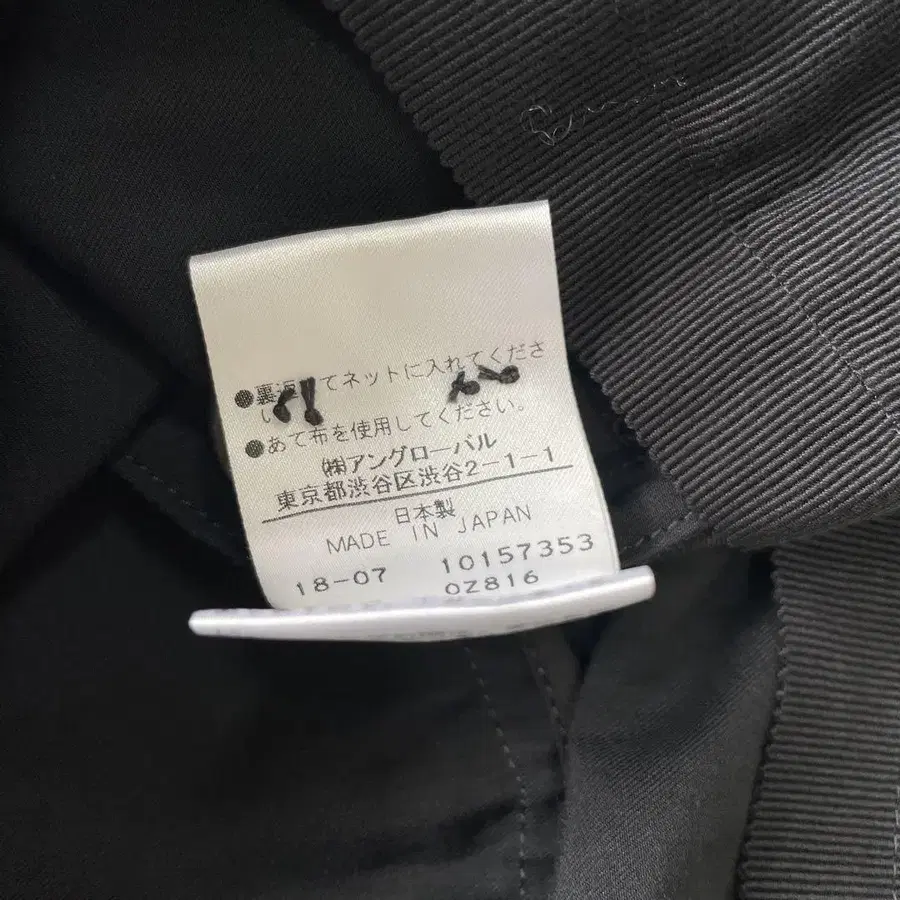 ●裏返してネットに入れてくださ
い。
●あて布を使用してください。
㈱アングローバル
東京都渋谷区渋谷2-1-1
日本製
MADE IN JAPAN
18-07 10157353
0Z816